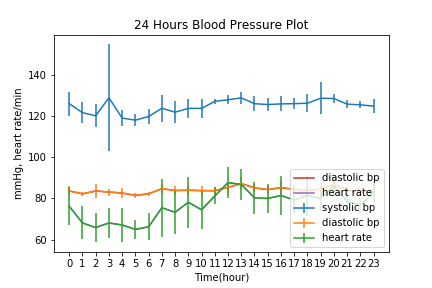 24 Hours Blood Pressure Plot
mmHg, heart rate/min
140
120
100
80
60
diastolic bp
heart rate
systolic bp
diastolic bp
heart rate
0 1 2 3 4 5 6 7 8 9 10 11 12 13 14 15 16 17 18 19 20 21 22 23
Time(hour)